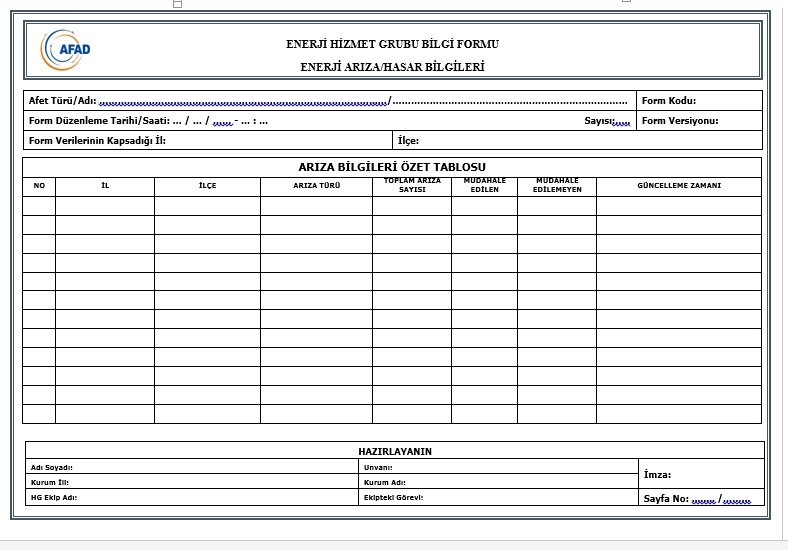 AFAD
ENERJİ HİZMET GRUBU BİLGİ FORMU
ENERJİ ARIZA/HASAR BİLGİLERİ
Afet Türü/Adı: ……………………………………………………………………………/…………………………………………………………………… Form Kodu:
Form Düzenleme Tarihi/Saati: … / … / …… - … : … Sayısı:…… Form Versiyonu:
Form Verilerinin Kapsadığı İl: İlçe:
ARIZA BİLGİLERİ ÖZET TABLOSU
NO İL İLÇE ARIZA TÜRÜ TOPLAM ARIZA SAYISI MÜDAHALE EDİLEN MÜDAHALE EDİLEMEYEN GÜNCELLEME ZAMANI
HAZIRLAYANIN
Adı Soyadı: Unvanı:
İmza:
Kurum İli: Kurum Adı:
HG Ekip Adı: Ekipteki Görevi: Sayfa No: ……… /………